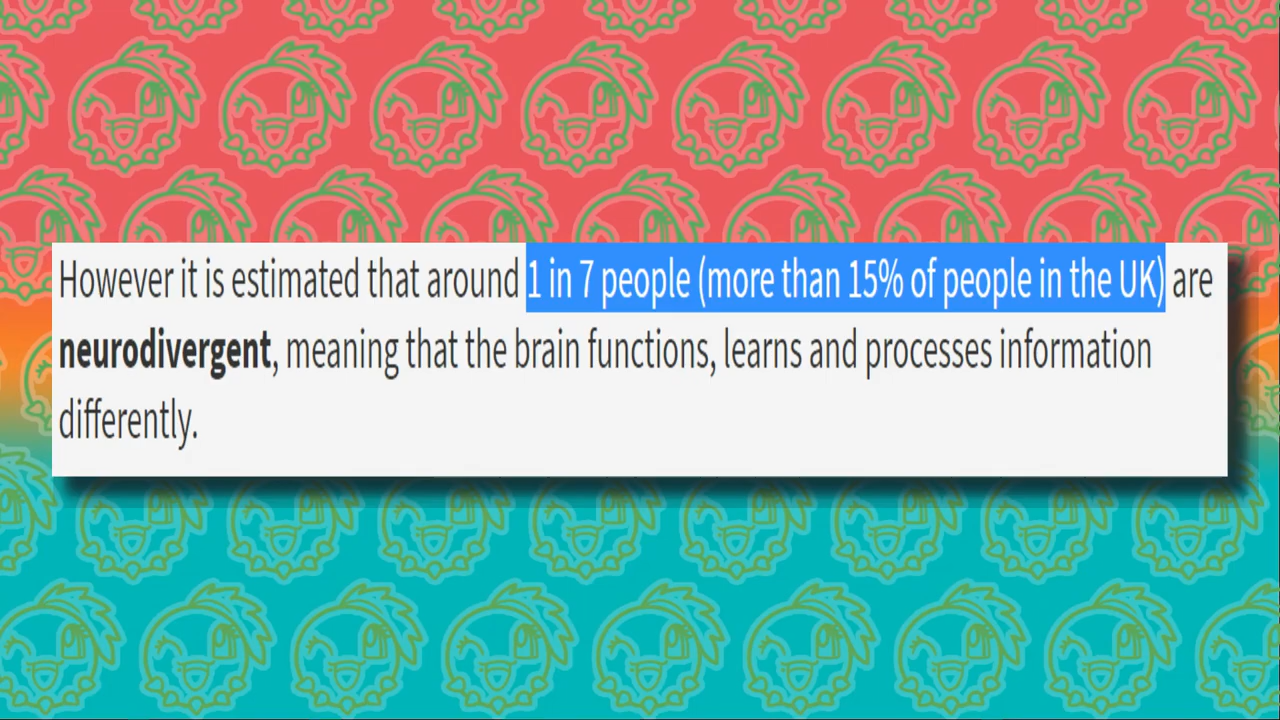 However it is estimated that around 1 in 7 people (more than 15% of people in the UK) are
neurodivergent, meaning that the brain functions, learns and processes information
differently.